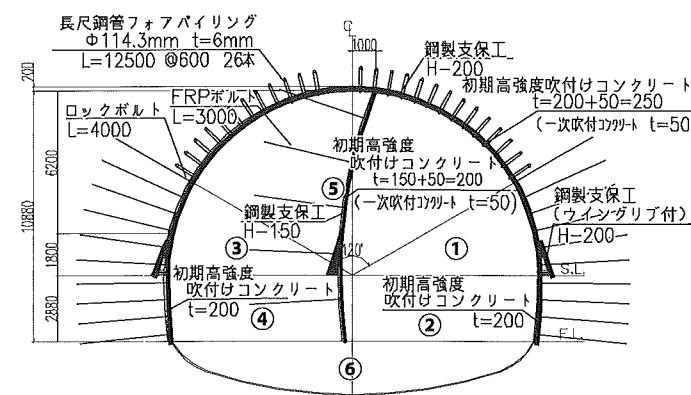 長尺鋼管フォアパイリング
Φ114.3mm t=6mm
L=12500 @600 26本
℄
1000
鋼製支保工
H-200
初期高強度吹付けコンクリート
t=200+50=250
(一次吹付コンクリート t=50)
ロックボルト
L=4000
FRPボルト
L=3000
初期高強度
吹付けコンクリート
t=150+50=200
(一次吹付コンクリート t=50)
⑤
鋼製支保工
H-150
鋼製支保工
(ウイングリブ付)
H-200
③
120°
①
S.L.
初期高強度
吹付けコンクリート
t=200
④
初期高強度
吹付けコンクリート
t=200
②
F.L.
⑥
200
6200
10880
1800
2880